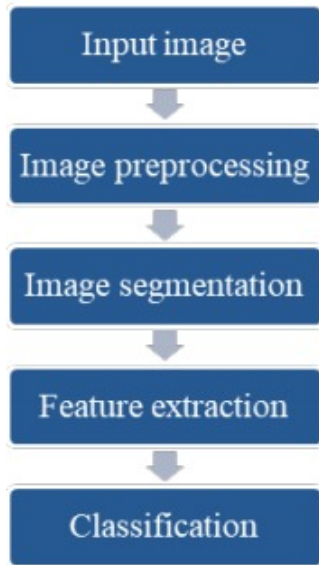 Input image
Image preprocessing
Image segmentation
Feature extraction
Classification